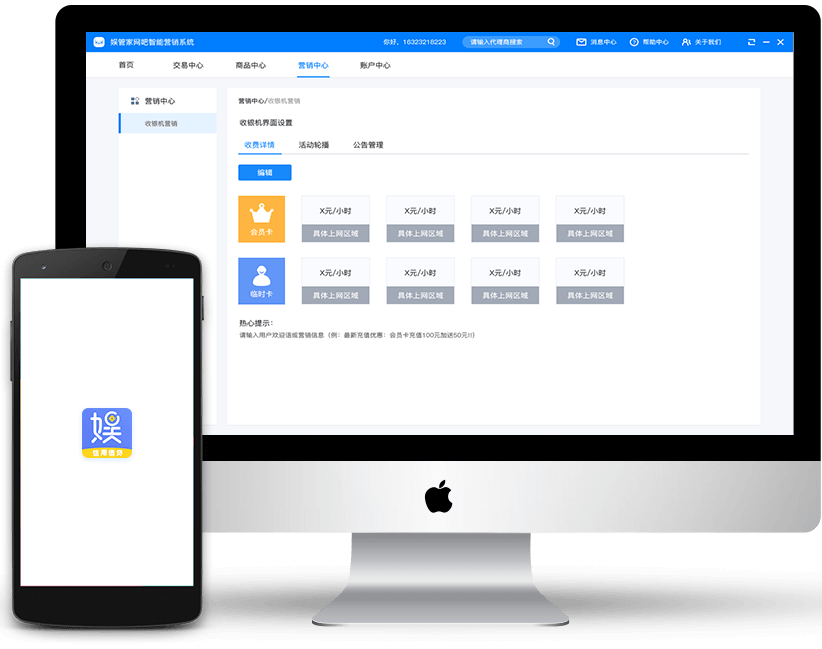 娱管家网吧智能营销系统 你好，16323218223 请输入代理商搜索 消息中心 帮助中心 关于我们
首页 交易中心 商品中心 营销中心 账户中心
营销中心
收银机营销
营销中心/收银机营销
收银机界面设置
收费详情 活动轮播 公告管理
编辑
会员卡
X元/小时 X元/小时 X元/小时 X元/小时
具体上网区域 具体上网区域 具体上网区域 具体上网区域
临时卡
X元/小时 X元/小时 X元/小时 X元/小时
具体上网区域 具体上网区域 具体上网区域 具体上网区域
热心提示：
请输入用户欢迎语或营销信息（例：最新充值优惠：会员卡充值100元加送50元!!）
娱